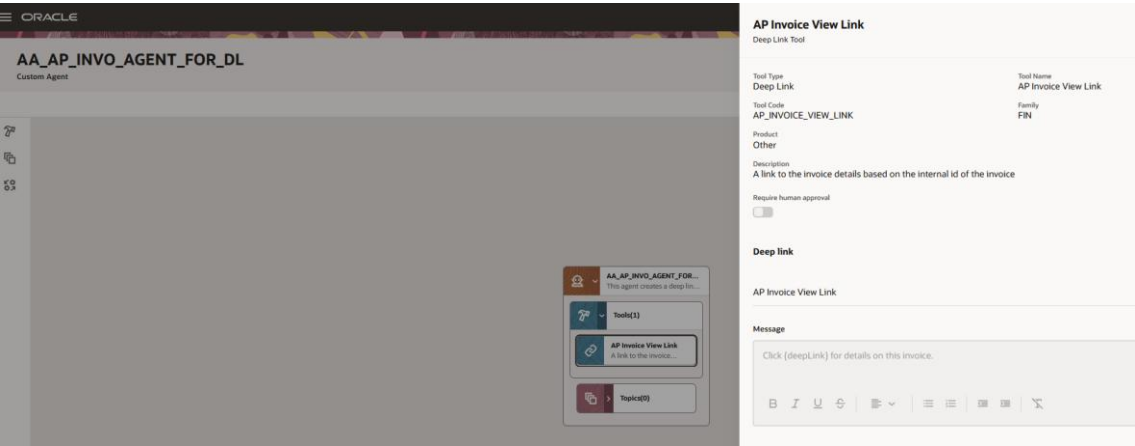 ORACLE
AA_AP_INVO_AGENT_FOR_DL
Custom Agent
AA_AP_INVO_AGENT_FOR...
This agent creates a deep lin...
Tools(1)
AP Invoice View Link
A link to the invoice...
Topics(0)
AP Invoice View Link
Deep Link Tool
Tool Type
Deep Link
Tool Name
AP Invoice View Link
Tool Code
AP_INVOICE_VIEW_LINK
Family
FIN
Product
Other
Description
A link to the invoice details based on the internal id of the invoice
Require human approval
Deep link
AP Invoice View Link
Message
Click {deepLink} for details on this invoice.
B I U S